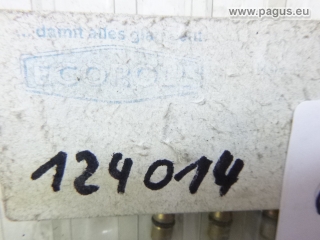 www.pagus.eu
...damit alles glatt läuft
ECOROLL
124014